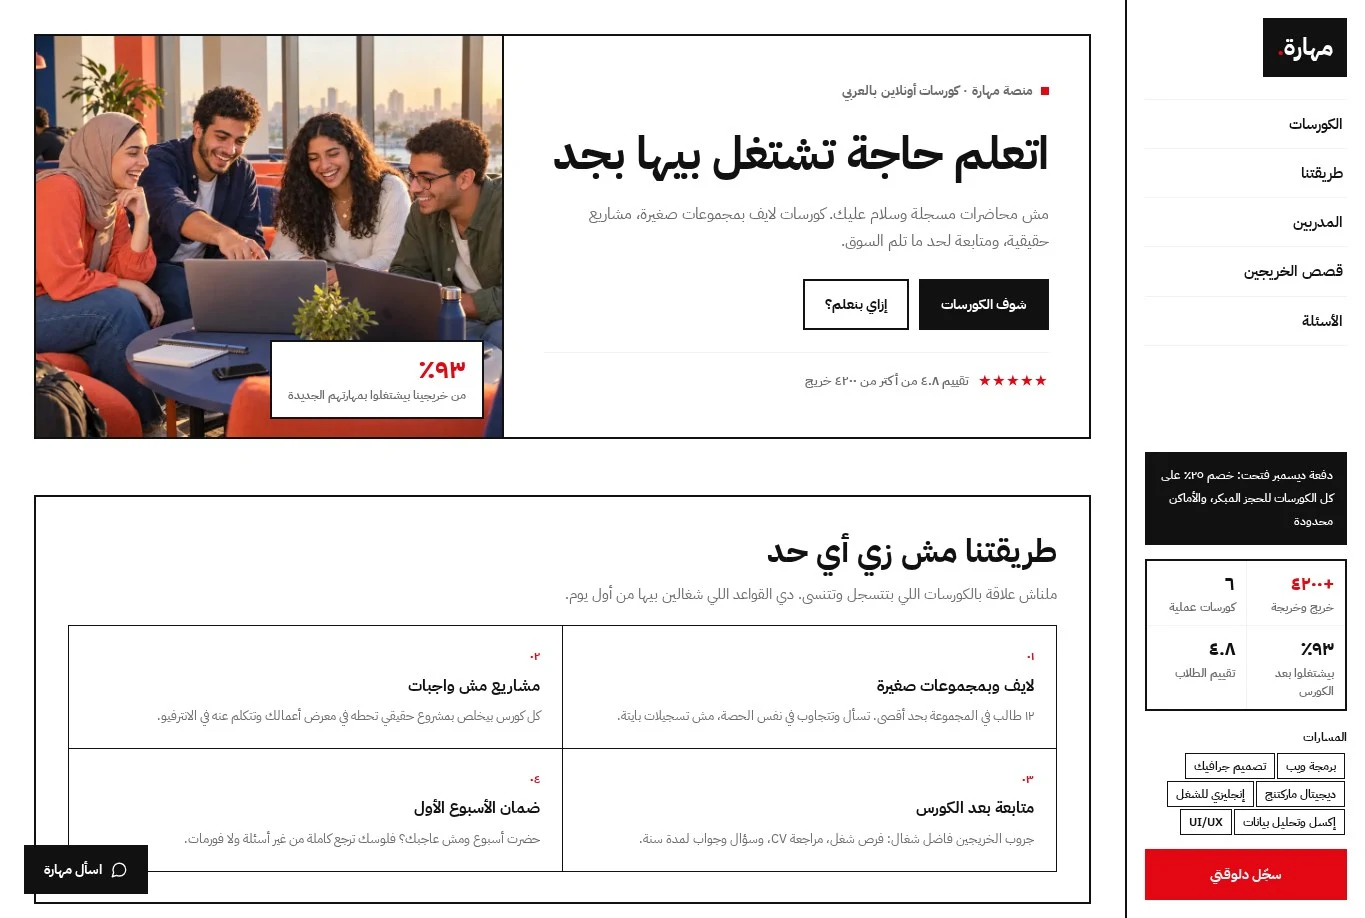 مهارة.
الكورسات
طريقتنا
المدربين
قصص الخريجين
الأسئلة
دفعة ديسمبر فتحت: خصم ٢٥٪ على
كل الكورسات للحجز المبكر، والأماكن
محدودة
+٤٢٠٠
خريج وخريجة
٦
كورسات عملية
٩٣٪
بيشتغلوا بعد
الكورس
٤.٨
تقييم الطلاب
المسارات
برمجة ويب
تصميم جرافيك
ديجيتال ماركتنج
إنجليزي للشغل
إكسل وتحليل بيانات
UI/UX
سجّل دلوقتي
منصة مهارة · كورسات أونلاين بالعربي
اتعلم حاجة تشتغل بيها بجد
مش محاضرات مسجلة وسلام عليك. كورسات لايف بمجموعات صغيرة، مشاريع
حقيقية، ومتابعة لحد ما تلم السوق.
شوف الكورسات
إزاي بنعلم؟
★★★★★ تقييم ٤.٨ من أكتر من ٤٢٠٠ خريج
٩٣٪
من خريجينا بيشتغلوا بمهارتهم الجديدة
طريقتنا مش زي أي حد
ملناش علاقة بالكورسات اللي بتتسجل وتتنسى. دي القواعد اللي شغالين بيها من أول يوم.
٠١
لايف وبمجموعات صغيرة
١٢ طالب في المجموعة بحد أقصى. تسأل وتتجاوب في نفس الحصة، مش تسجيلات بايتة.
٠٢
مشاريع مش واجبات
كل كورس بيخلص بمشروع حقيقي تحطه في معرض أعمالك وتتكلم عنه في الانترفيو.
٠٣
متابعة بعد الكورس
جروب الخريجين فاضل شغال: فرص شغل، مراجعة CV، وسؤال وجواب لمدة سنة.
٠٤
ضمان الأسبوع الأول
حضرت أسبوع ومش عاجبك؟ فلوسك ترجع كاملة من غير أسئلة ولا فورمات.
اسأل مهارة